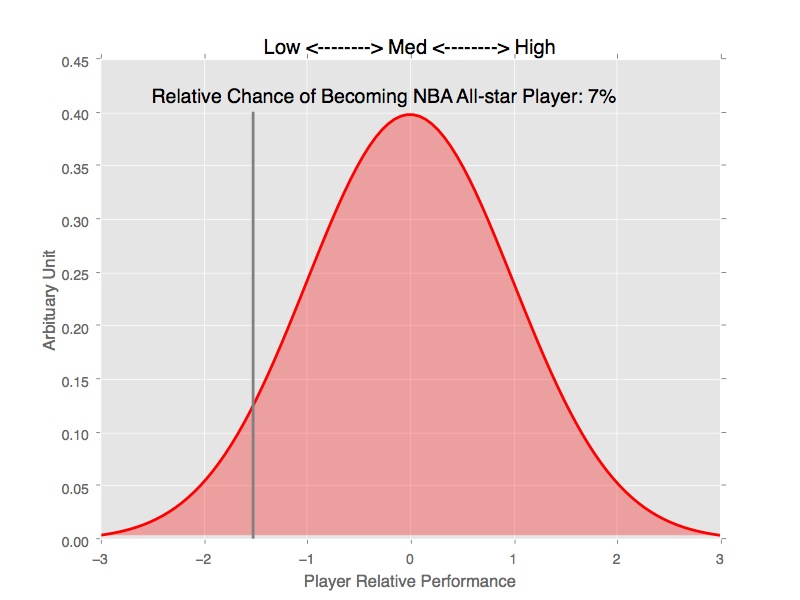 Low <--------> Med <--------> High
Relative Chance of Becoming NBA All-star Player: 7%
0.45
0.40
0.35
0.30
0.25
0.20
0.15
0.10
0.05
0.00
Arbituary Unit
−3 −2 −1 0 1 2 3
Player Relative Performance